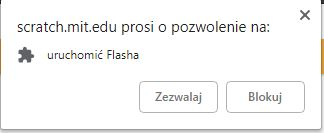 scratch.mit.edu prosi o pozwolenie na:
uruchomić Flasha
Zezwalaj Blokuj